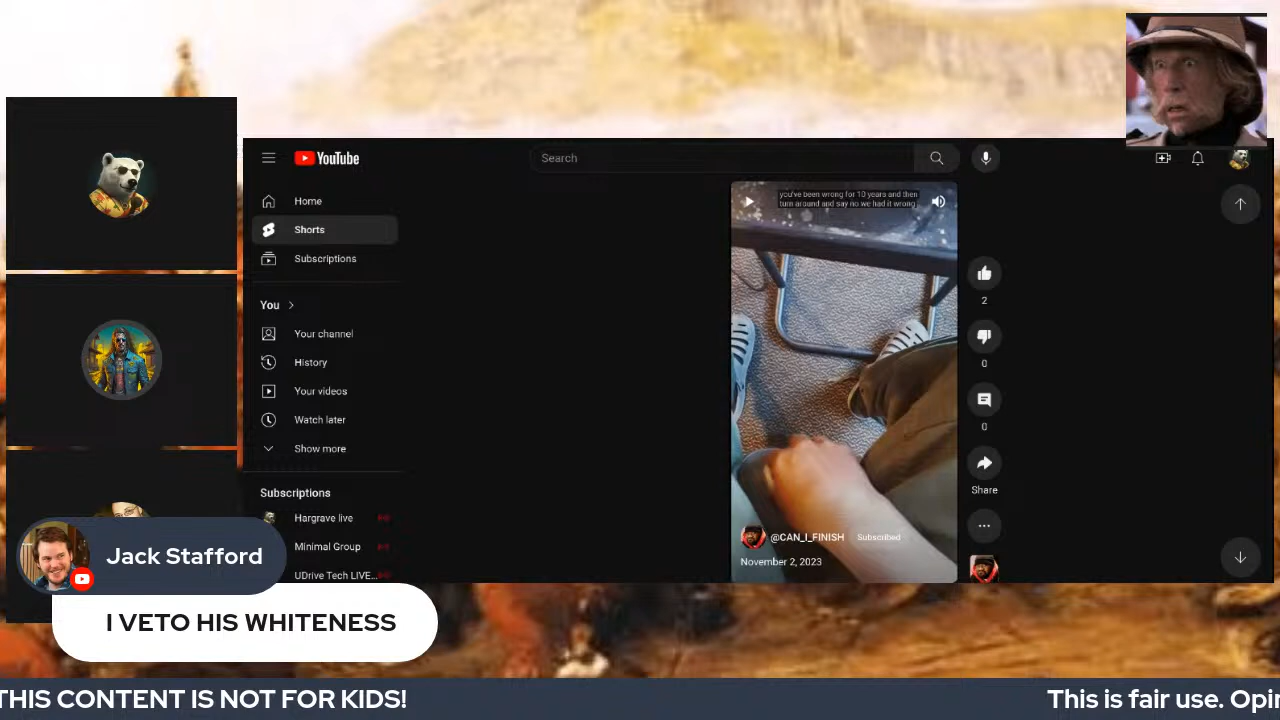 YouTube
Search
Home
Shorts
Subscriptions
You
Your channel
History
Your videos
Watch later
Show more
Subscriptions
Hargrave live
Minimal Group
UDrive Tech LIVE...
you've been wrong for 10 years and then
turn around and say no we had it wrong
2
0
0
Share
@CAN_I_FINISH Subscribed
November 2, 2023
Jack Stafford
I VETO HIS WHITENESS
THIS CONTENT IS NOT FOR KIDS!
This is fair use. Opin